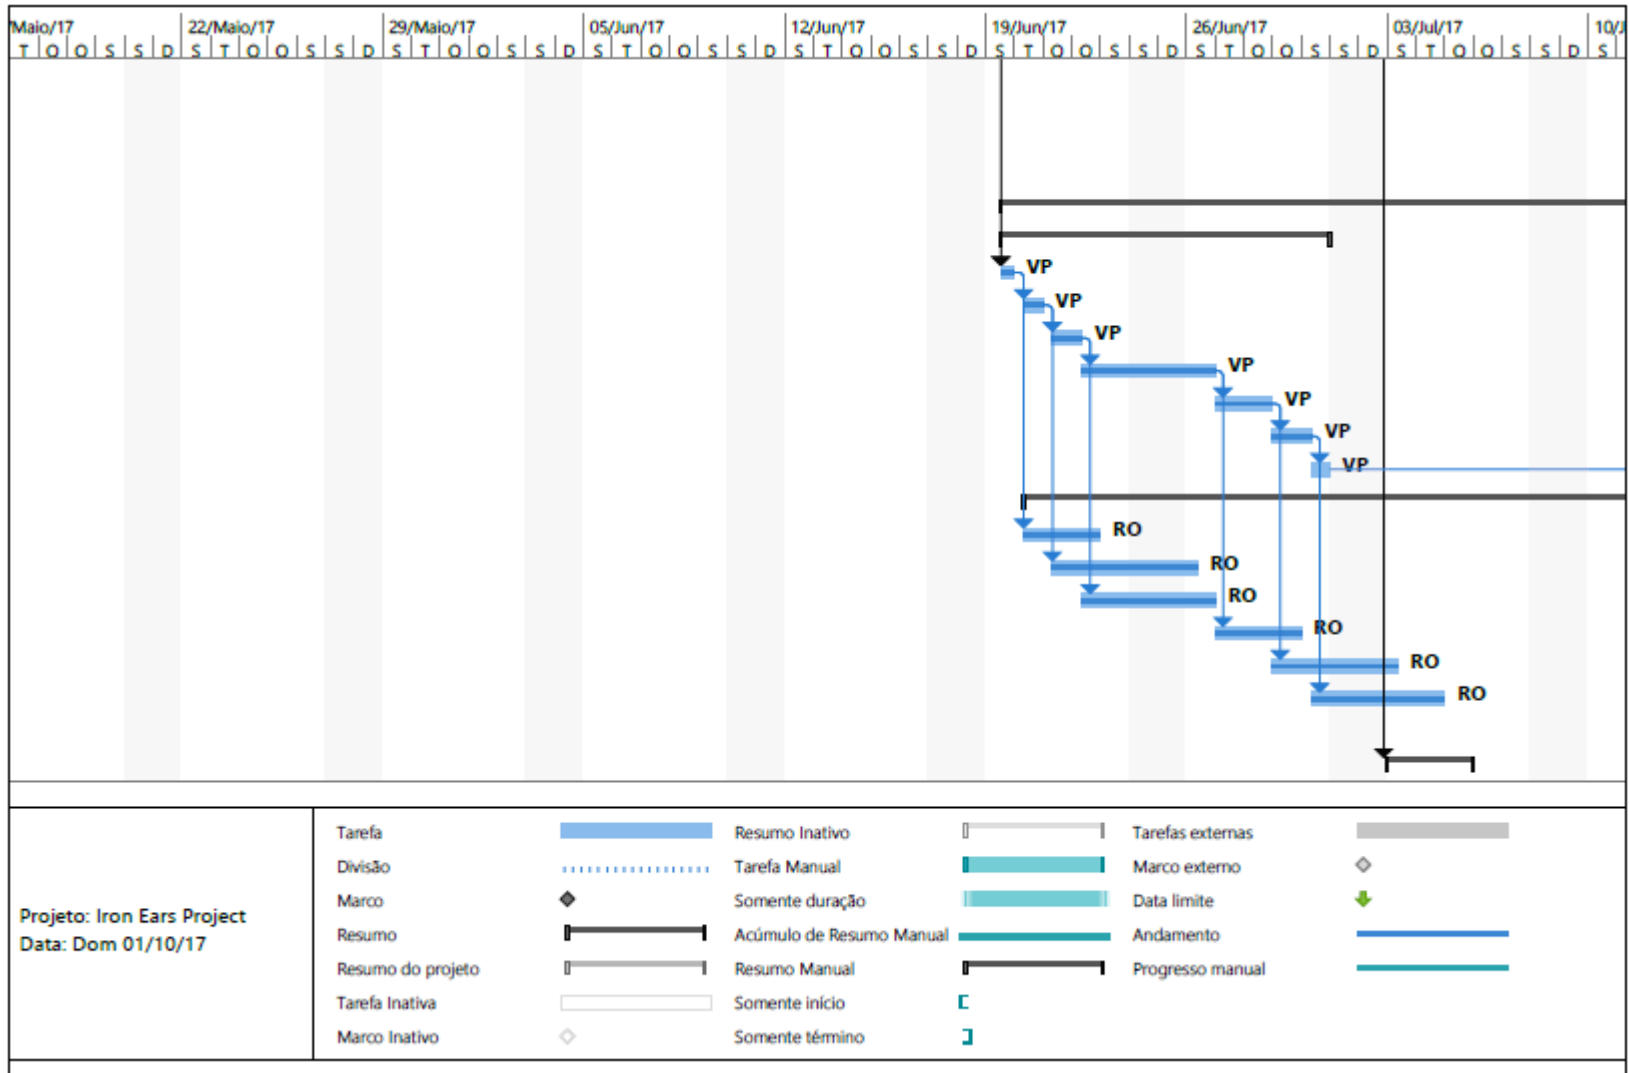 Maio/17 22/Maio/17 29/Maio/17 05/Jun/17 12/Jun/17 19/Jun/17 26/Jun/17 03/Jul/17 10/J
T Q Q S S D S T Q Q S S D S T Q Q S S D S T Q Q S S D S T Q Q S S D S T Q Q S S D S T Q Q S S D S T Q Q S S D S
VP
VP
VP
VP
VP
VP
VP
RO
RO
RO
RO
RO
RO
Projeto: Iron Ears Project
Data: Dom 01/10/17
Tarefa
Divisão
Marco
Resumo
Resumo do projeto
Tarefa Inativa
Marco Inativo
Resumo Inativo
Tarefa Manual
Somente duração
Acúmulo de Resumo Manual
Resumo Manual
Somente início
Somente término
Tarefas externas
Marco externo
Data limite
Andamento
Progresso manual